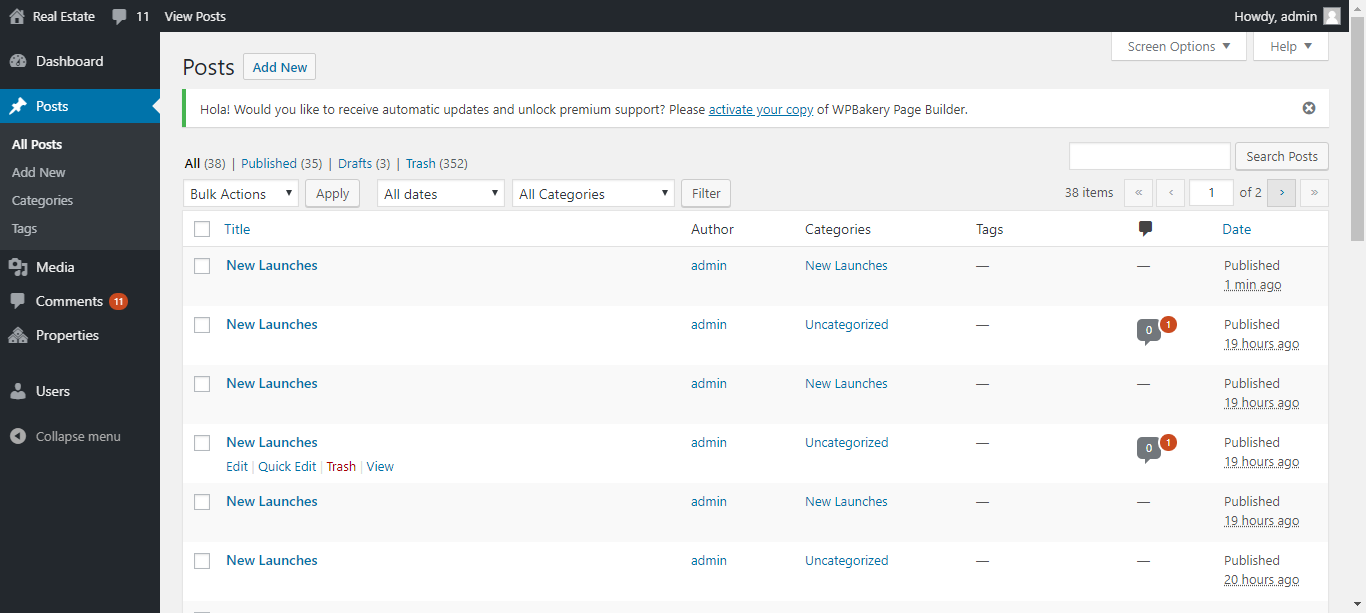 Real Estate 11 View Posts Howdy, admin
Screen Options Help
Dashboard
Posts
All Posts
Add New
Categories
Tags
Media
Comments 11
Properties
Users
Collapse menu
Posts Add New
Hola! Would you like to receive automatic updates and unlock premium support? Please activate your copy of WPBakery Page Builder.
All (38) | Published (35) | Drafts (3) | Trash (352)
Search Posts
Bulk Actions Apply All dates All Categories Filter 38 items « ‹ 1 of 2 › »
Title Author Categories Tags Date
New Launches admin New Launches — — Published
1 min ago
New Launches admin Uncategorized — 0 1 Published
19 hours ago
New Launches admin New Launches — — Published
19 hours ago
New Launches admin Uncategorized — 0 1 Published
Edit | Quick Edit | Trash | View 19 hours ago
New Launches admin New Launches — — Published
19 hours ago
New Launches admin Uncategorized — — Published
20 hours ago